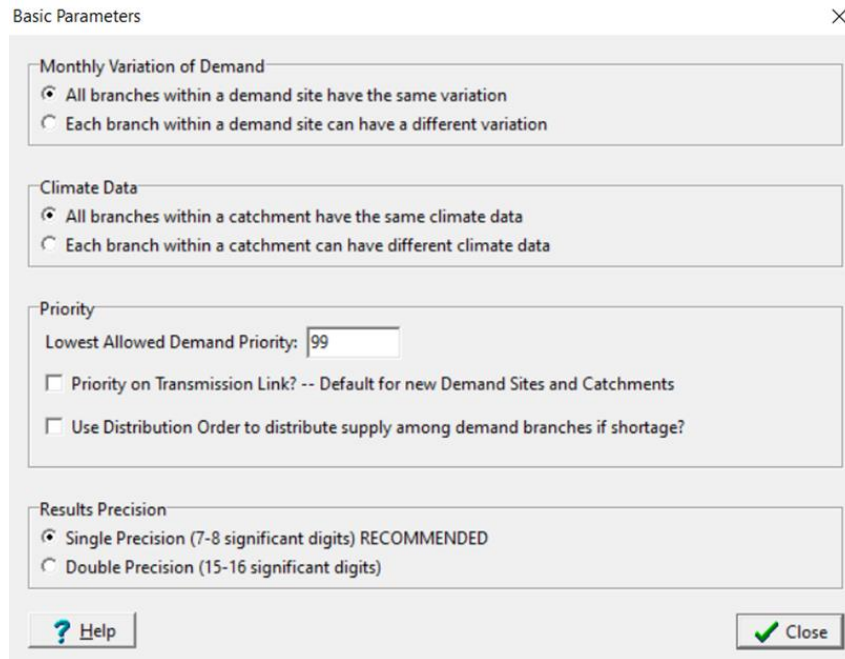 Basic Parameters
Monthly Variation of Demand
All branches within a demand site have the same variation
Each branch within a demand site can have a different variation
Climate Data
All branches within a catchment have the same climate data
Each branch within a catchment can have different climate data
Priority
Lowest Allowed Demand Priority: 99
Priority on Transmission Link? -- Default for new Demand Sites and Catchments
Use Distribution Order to distribute supply among demand branches if shortage?
Results Precision
Single Precision (7-8 significant digits) RECOMMENDED
Double Precision (15-16 significant digits)
? Help
Close